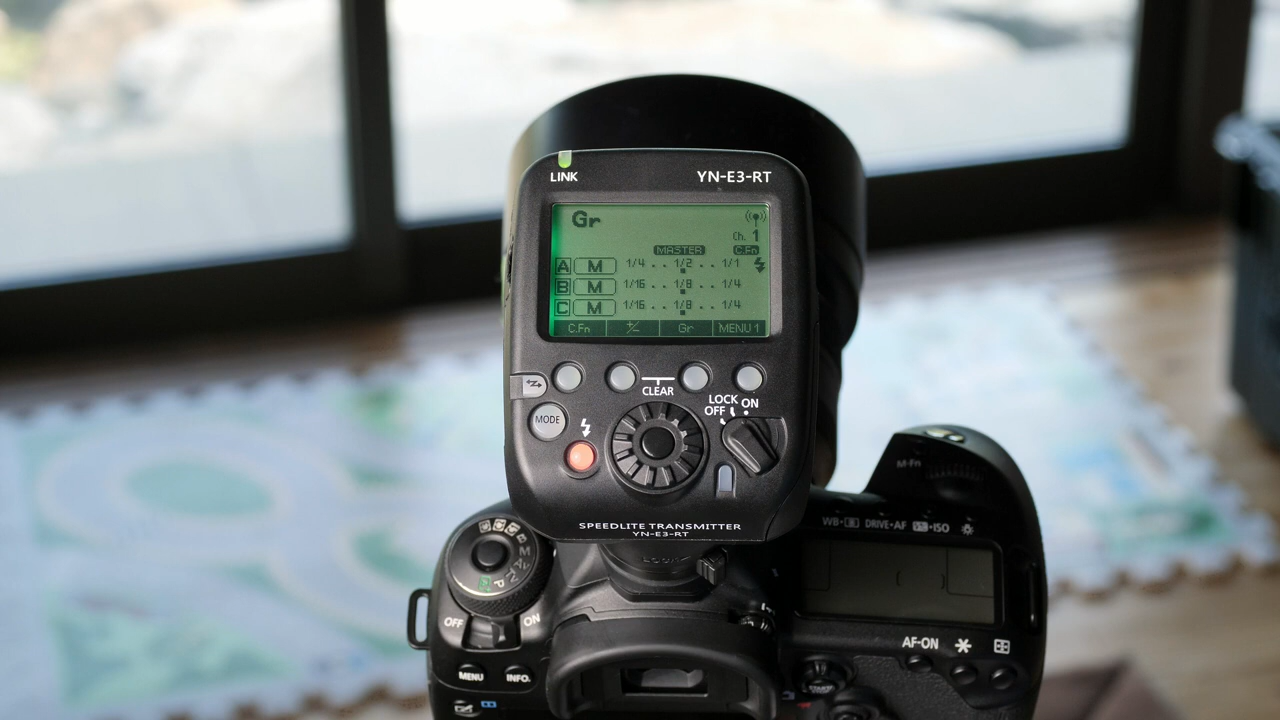 LINK YN-E3-RT
Gr
Ch. 1
MASTER C.Fn
A M 1/4 . . 1/2 . . 1/1
B M 1/16 . . 1/8 . . 1/4
C M 1/16 . . 1/8 . . 1/4
C.Fn +/- Gr MENU 1
CLEAR
LOCK ON
OFF
MODE
SPEEDLITE TRANSMITTER
YN-E3-RT
LOCK
M-Fn
WB DRIVE•AF ISO
OFF ON
AF-ON
MENU INFO.